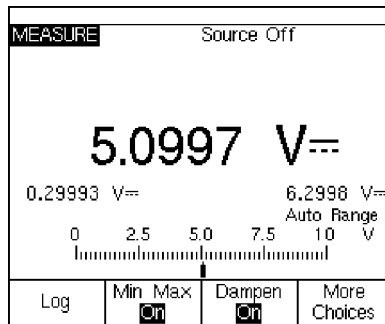 MEASURE Source Off
5.0997 V⎓
0.29993 V⎓ 6.2998 V⎓
Auto Range
0 2.5 5.0 7.5 10 V
Log Min Max On Dampen On More Choices